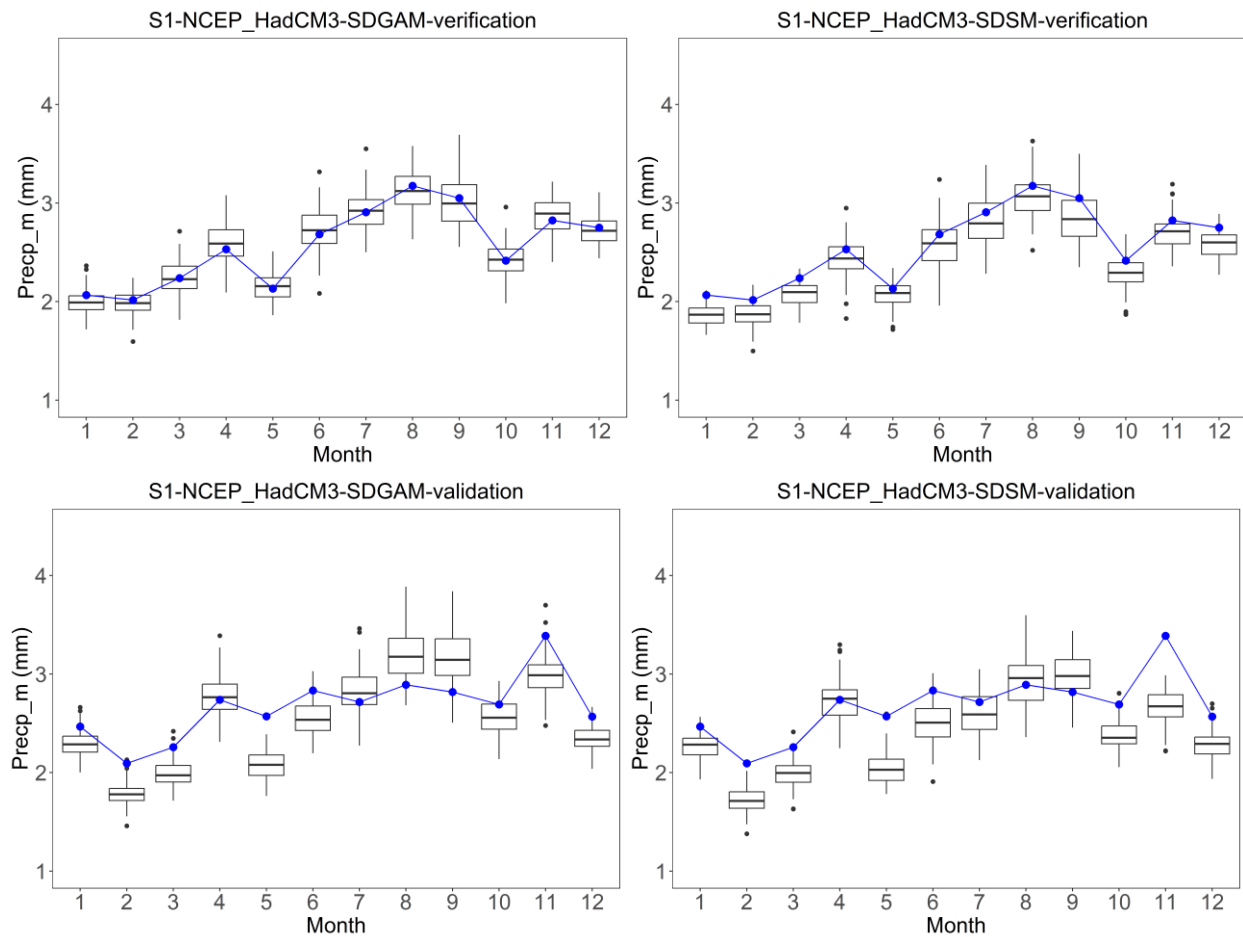 S1-NCEP_HadCM3-SDGAM-verification
Precp_m (mm)
4
3
2
1
1 2 3 4 5 6 7 8 9 10 11 12
Month
S1-NCEP_HadCM3-SDSM-verification
Precp_m (mm)
4
3
2
1
1 2 3 4 5 6 7 8 9 10 11 12
Month
S1-NCEP_HadCM3-SDGAM-validation
Precp_m (mm)
4
3
2
1
1 2 3 4 5 6 7 8 9 10 11 12
Month
S1-NCEP_HadCM3-SDSM-validation
Precp_m (mm)
4
3
2
1
1 2 3 4 5 6 7 8 9 10 11 12
Month